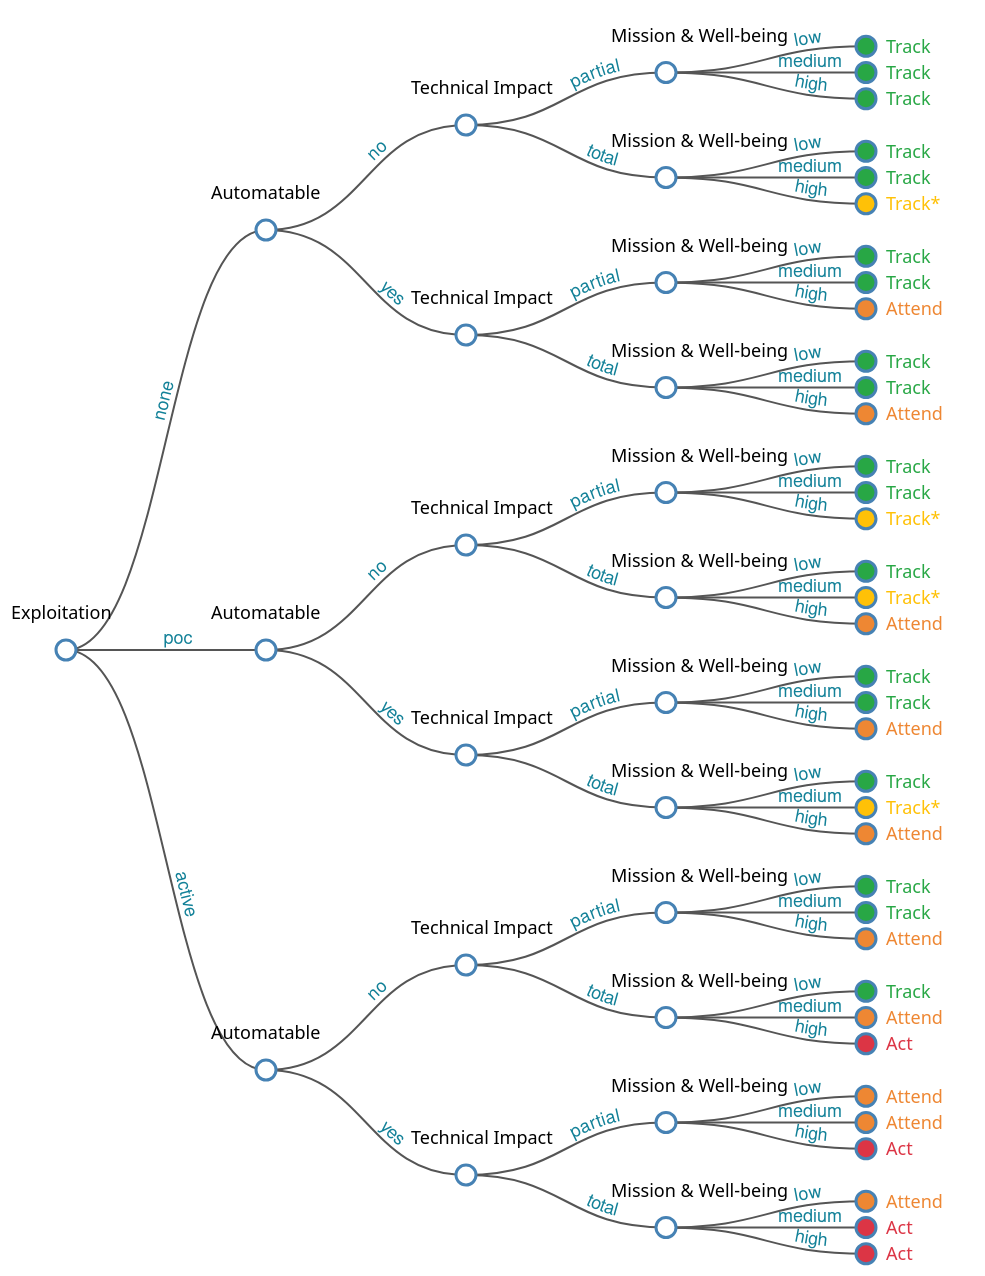 Mission & Well-being low Track
medium Track
partial
high Track
Technical Impact
Mission & Well-being low Track
no
total
medium Track
high Track*
Automatable
Mission & Well-being low Track
medium Track
partial
high Attend
yes
Technical Impact
Mission & Well-being low Track
total
medium Track
high Attend
none
Mission & Well-being low Track
medium Track
partial
high Track*
Technical Impact
Mission & Well-being low Track
no
total
medium Track*
high Attend
Exploitation
Automatable
poc
Mission & Well-being low Track
medium Track
partial
high Attend
yes
Technical Impact
Mission & Well-being low Track
total
medium Track*
high Attend
active
Mission & Well-being low Track
medium Track
partial
high Attend
Technical Impact
Mission & Well-being low Track
no
total
medium Attend
high Act
Automatable
Mission & Well-being low Attend
medium Attend
partial
high Act
yes
Technical Impact
Mission & Well-being low Attend
total
medium Act
high Act